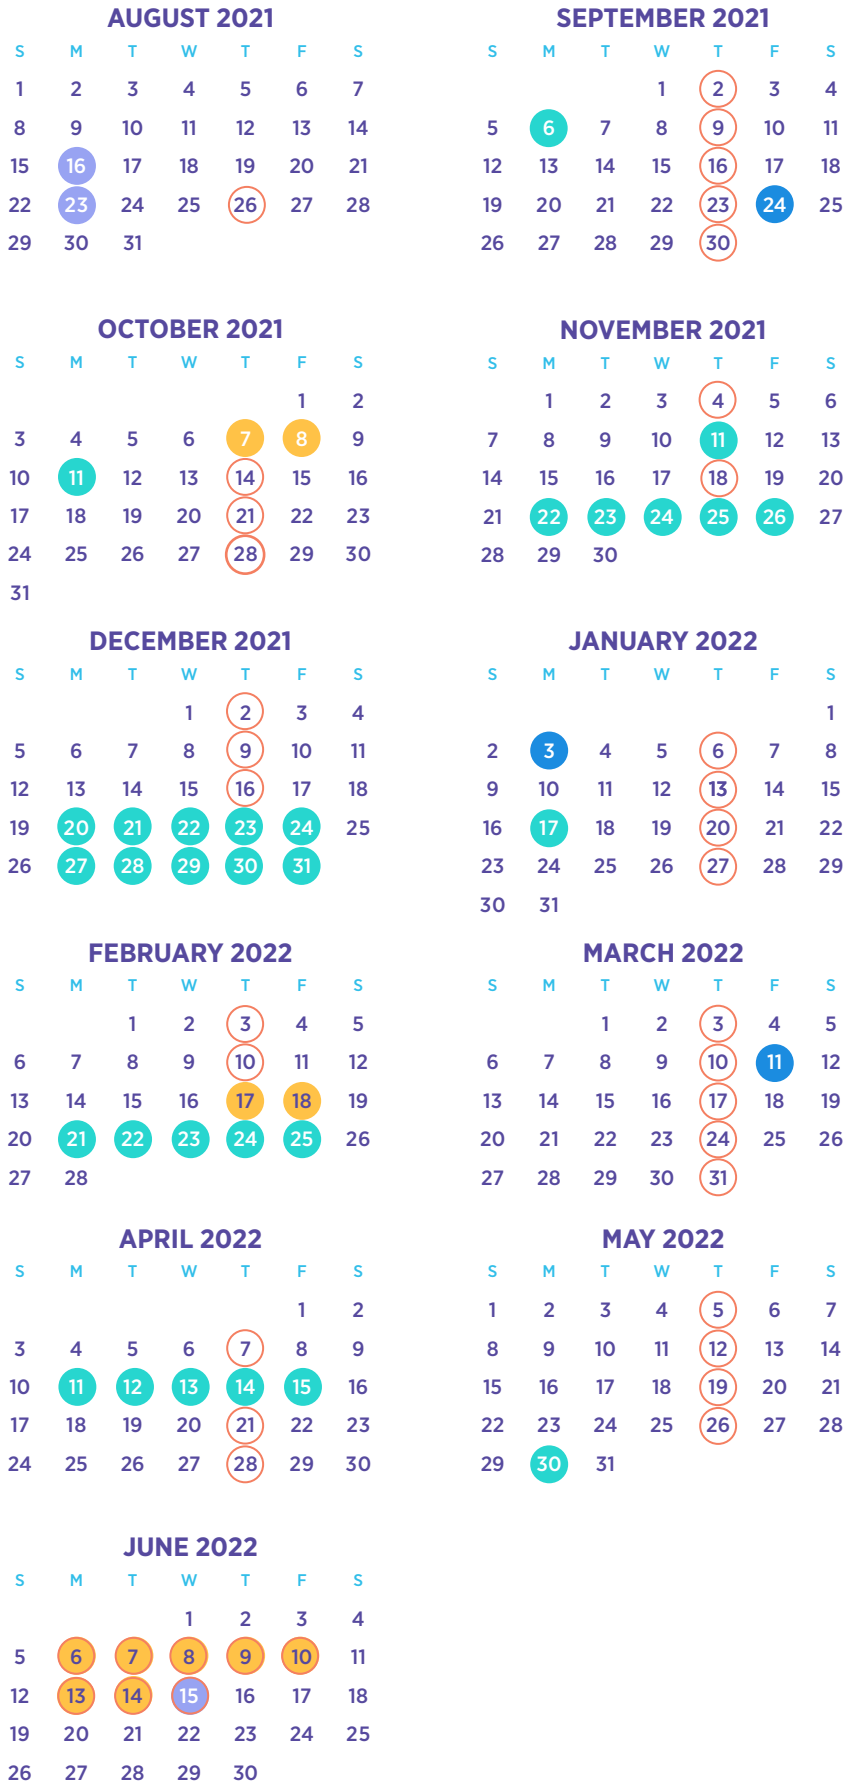 AUGUST 2021
S M T W T F S
1 2 3 4 5 6 7
8 9 10 11 12 13 14
15 16 17 18 19 20 21
22 23 24 25 26 27 28
29 30 31
SEPTEMBER 2021
S M T W T F S
1 2 3 4
5 6 7 8 9 10 11
12 13 14 15 16 17 18
19 20 21 22 23 24 25
26 27 28 29 30
OCTOBER 2021
S M T W T F S
1 2
3 4 5 6 7 8 9
10 11 12 13 14 15 16
17 18 19 20 21 22 23
24 25 26 27 28 29 30
31
NOVEMBER 2021
S M T W T F S
1 2 3 4 5 6
7 8 9 10 11 12 13
14 15 16 17 18 19 20
21 22 23 24 25 26 27
28 29 30
DECEMBER 2021
S M T W T F S
1 2 3 4
5 6 7 8 9 10 11
12 13 14 15 16 17 18
19 20 21 22 23 24 25
26 27 28 29 30 31
JANUARY 2022
S M T W T F S
1
2 3 4 5 6 7 8
9 10 11 12 13 14 15
16 17 18 19 20 21 22
23 24 25 26 27 28 29
30 31
FEBRUARY 2022
S M T W T F S
1 2 3 4 5
6 7 8 9 10 11 12
13 14 15 16 17 18 19
20 21 22 23 24 25 26
27 28
MARCH 2022
S M T W T F S
1 2 3 4 5
6 7 8 9 10 11 12
13 14 15 16 17 18 19
20 21 22 23 24 25 26
27 28 29 30 31
APRIL 2022
S M T W T F S
1 2
3 4 5 6 7 8 9
10 11 12 13 14 15 16
17 18 19 20 21 22 23
24 25 26 27 28 29 30
MAY 2022
S M T W T F S
1 2 3 4 5 6 7
8 9 10 11 12 13 14
15 16 17 18 19 20 21
22 23 24 25 26 27 28
29 30 31
JUNE 2022
S M T W T F S
1 2 3 4
5 6 7 8 9 10 11
12 13 14 15 16 17 18
19 20 21 22 23 24 25
26 27 28 29 30